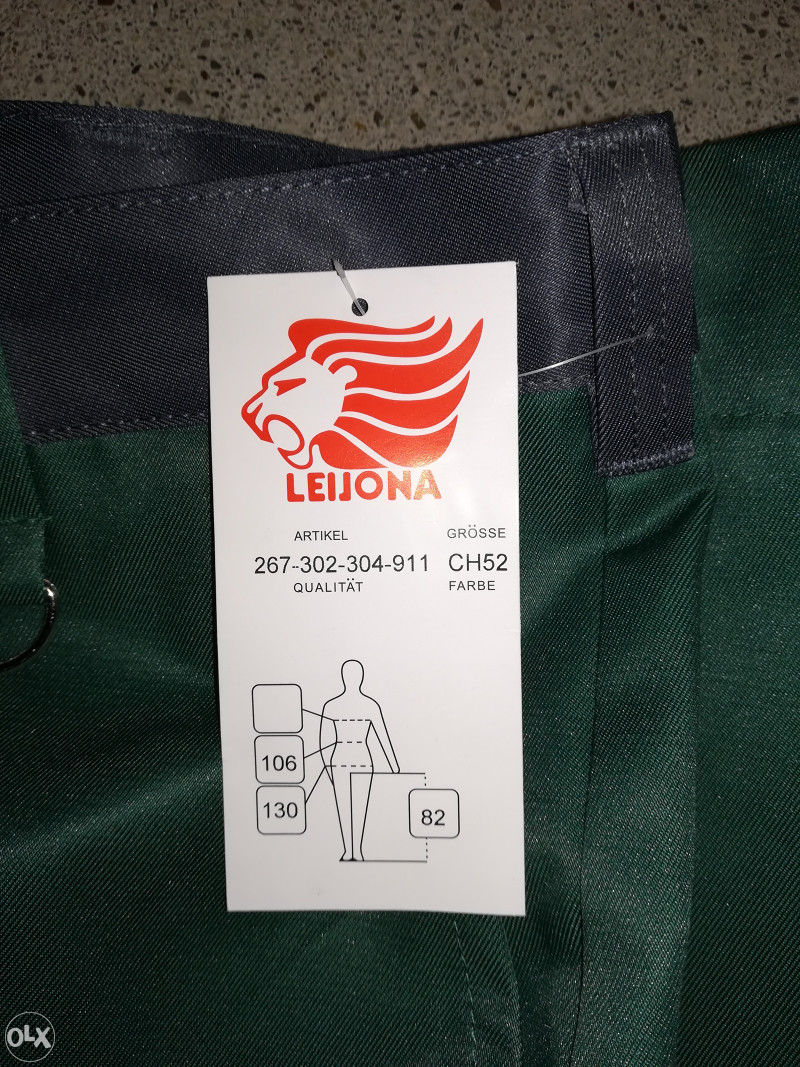 LEIJONA
ARTIKEL GRÖSSE
267-302-304-911 CH52
QUALITÄT FARBE
106
130
82
OLX